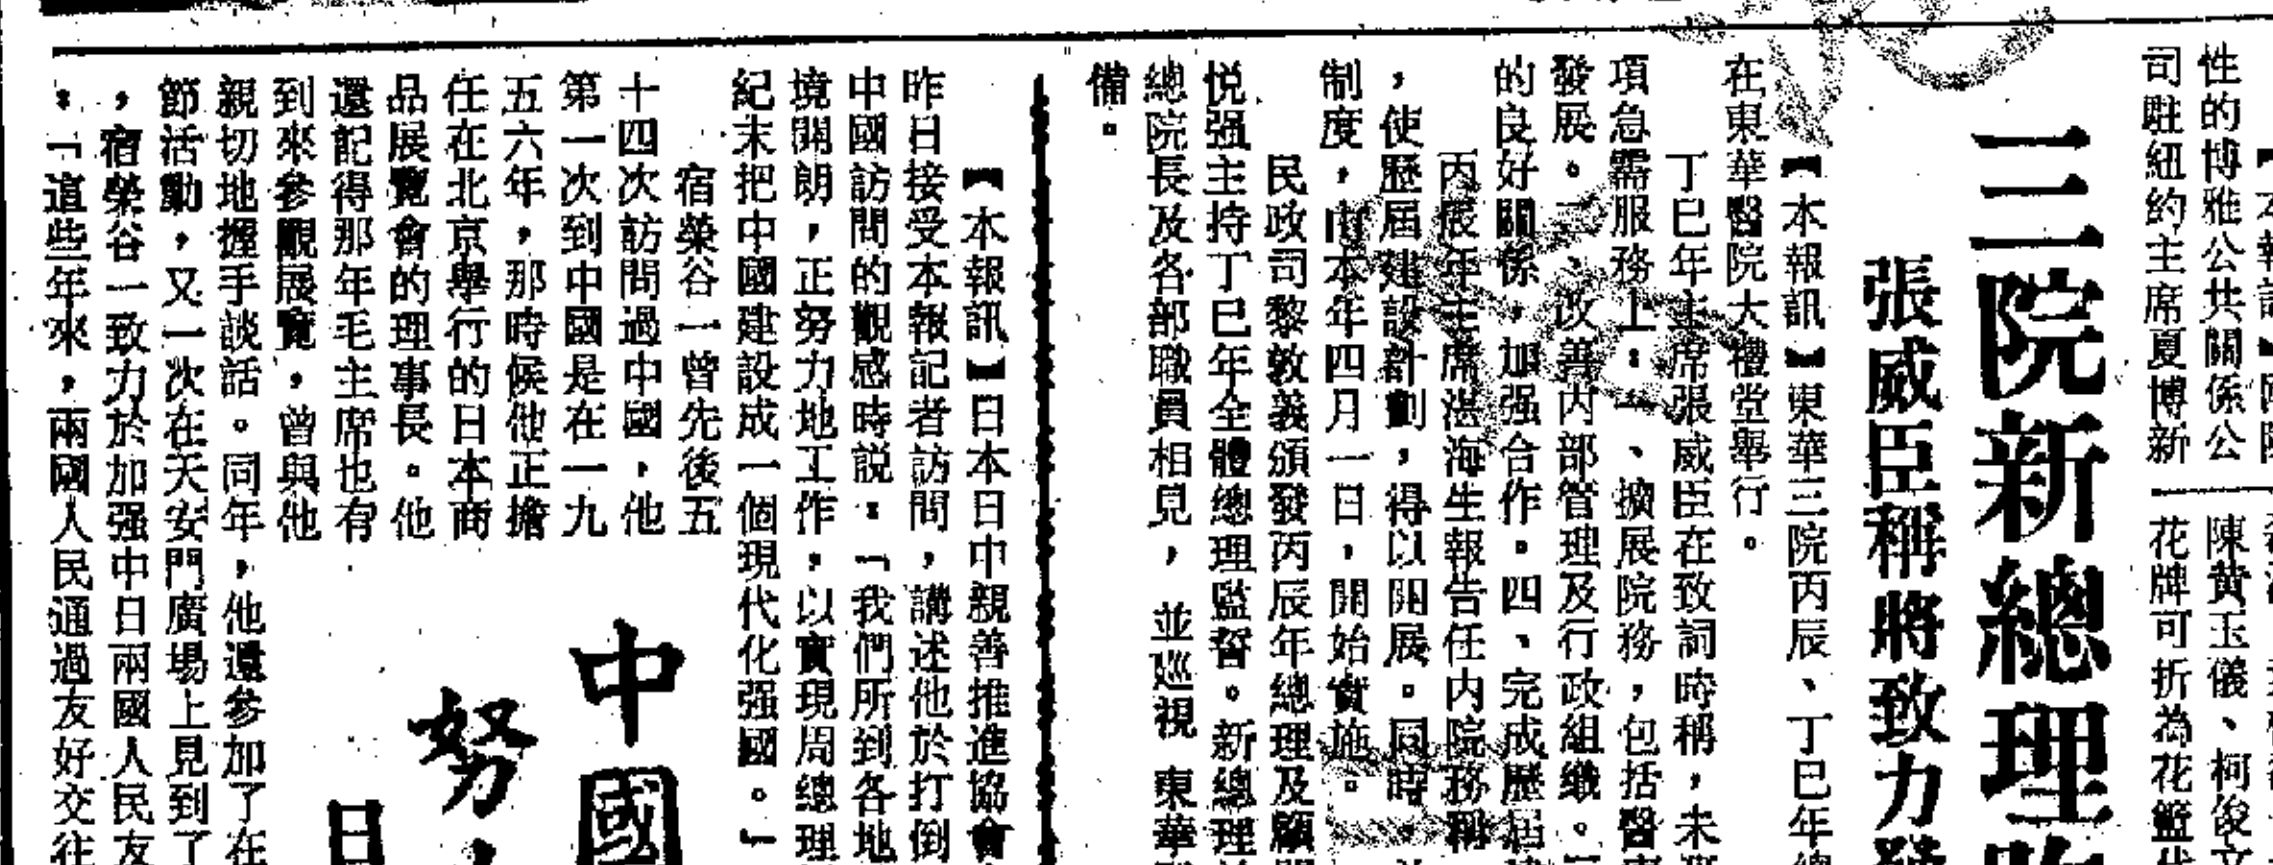 性的博雅公共關係公
司駐紐約主席夏博新
陳黄玉儀、柯俊文
花牌可折為花籃代
三院新總理
張威臣稱將致力發
【本報訊】東華三院丙辰、丁巳年總
在東華醫院大禮堂舉行。
丁巳年主席張威臣在致詞時稱，未來
項急需服務上：一、擴展院務，包括醫
發展。二、改善内部管理及行政組織。三
的良好關係，加强合作。四、完成歷屆
丙辰年主席湛海生報告任内院務稱
，使歷屆建設計劃，得以開展。同時
制度，由本年四月一日，開始實施。
民政司黎敦義頒發丙辰年總理及顧問
悦强主持丁巳年全體總理監督。新總理
總院長及各部職員相見，並巡視東華
備。
【本報訊】日本日中親善推進協會
昨日接受本報記者訪問，講述他於打倒
中國訪問的觀感時説：「我們所到各地
境開朗，正努力地工作，以實現周總理
紀末把中國建設成一個現代化强國。」
宿榮谷一曾先後五
十四次訪問過中國，他
第一次到中國是在一九
五六年，那時候他正擔
任在北京舉行的日本商
品展覽會的理事長。他
還記得那年毛主席也有
到來參觀展覽，曾與他
親切地握手談話。同年，他還參加了在
節活動，又一次在天安門廣場上見到了
，宿榮谷一致力於加强中日兩國人民友
：「這些年來，兩國人民通過友好交往
中國
努力
日